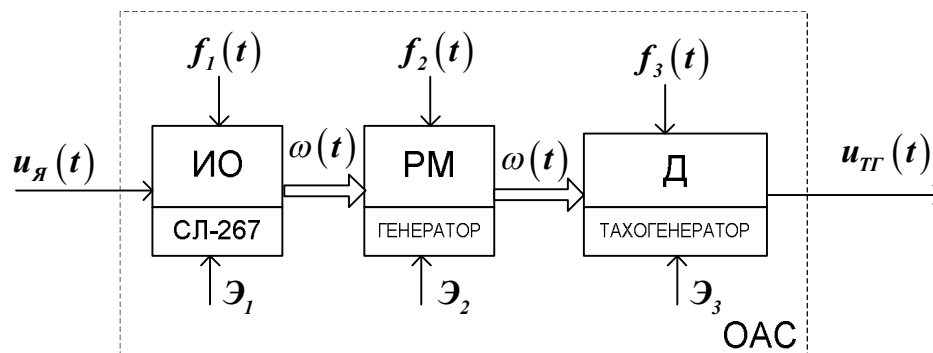 f₁(t)
f₂(t)
f₃(t)
u_Я(t)
ИО
ω(t)
РМ
ω(t)
Д
u_ТГ(t)
СЛ-267
ГЕНЕРАТОР
ТАХОГЕНЕРАТОР
Э₁
Э₂
Э₃
ОАС